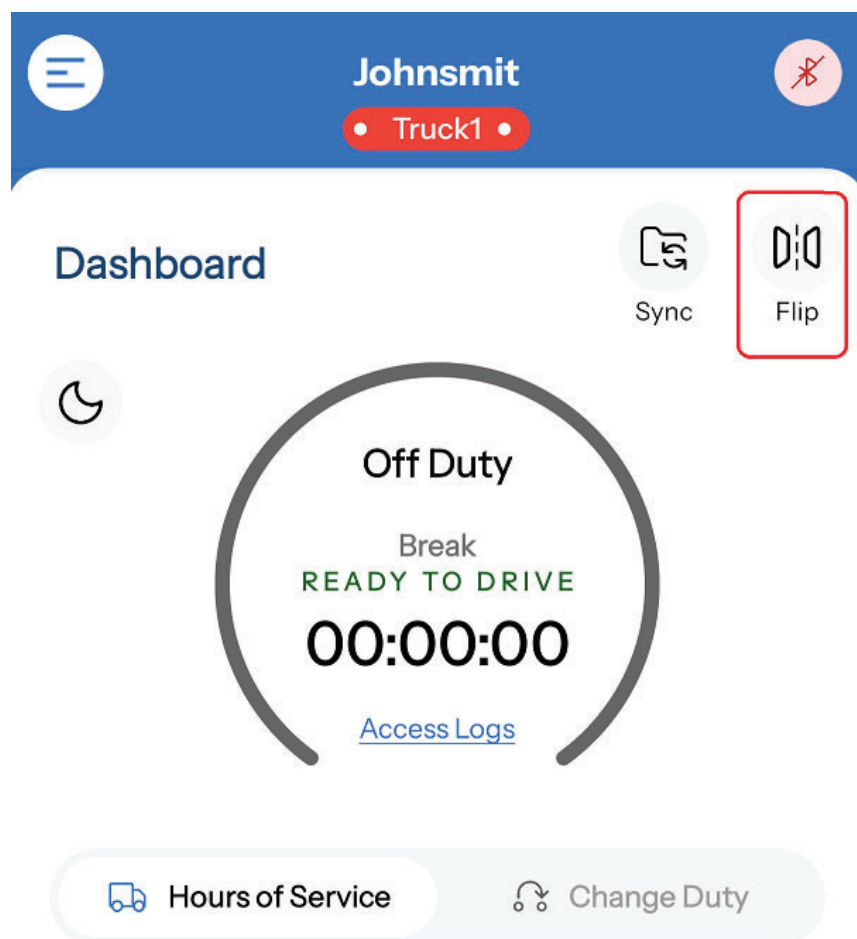 Johnsmit
Truck1
Dashboard
Sync
Flip
Off Duty
Break
READY TO DRIVE
00:00:00
Access Logs
Hours of Service
Change Duty